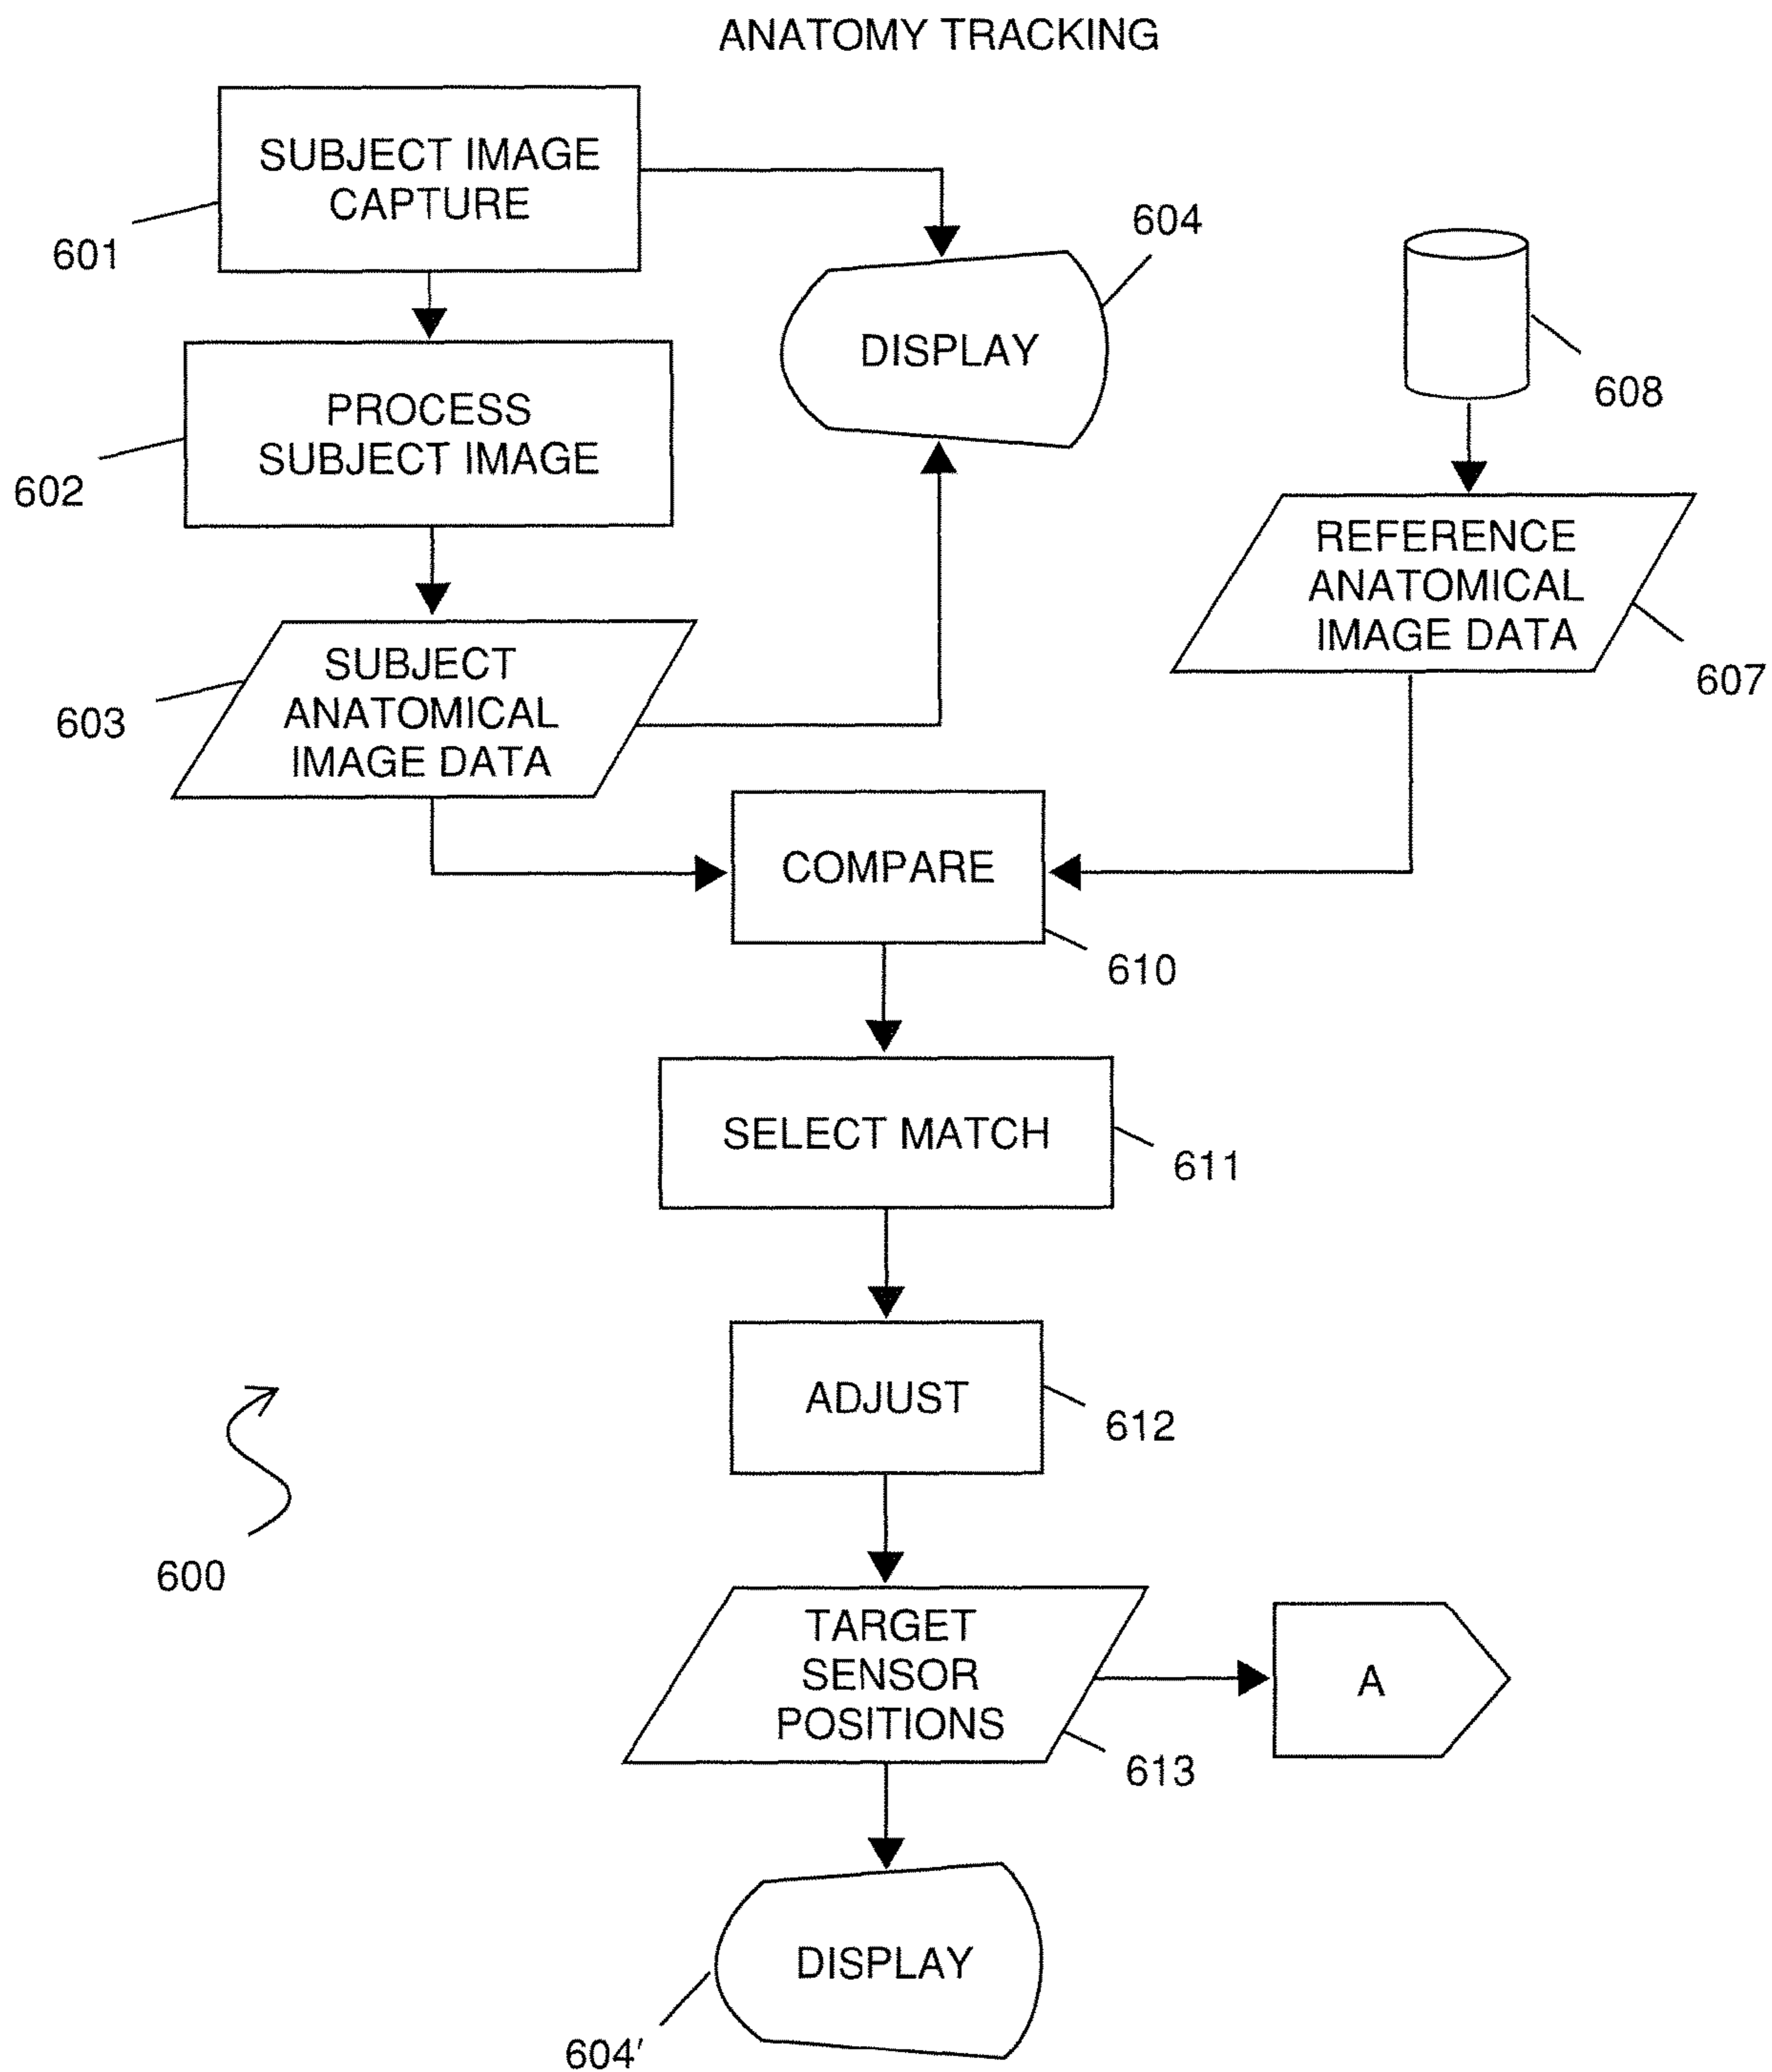 ANATOMY TRACKING
SUBJECT IMAGE
CAPTURE
601
604
DISPLAY
608
PROCESS
SUBJECT IMAGE
602
REFERENCE
ANATOMICAL
IMAGE DATA
607
SUBJECT
ANATOMICAL
IMAGE DATA
603
COMPARE
610
SELECT MATCH
611
ADJUST
612
600
TARGET
SENSOR
POSITIONS
613
A
DISPLAY
604'